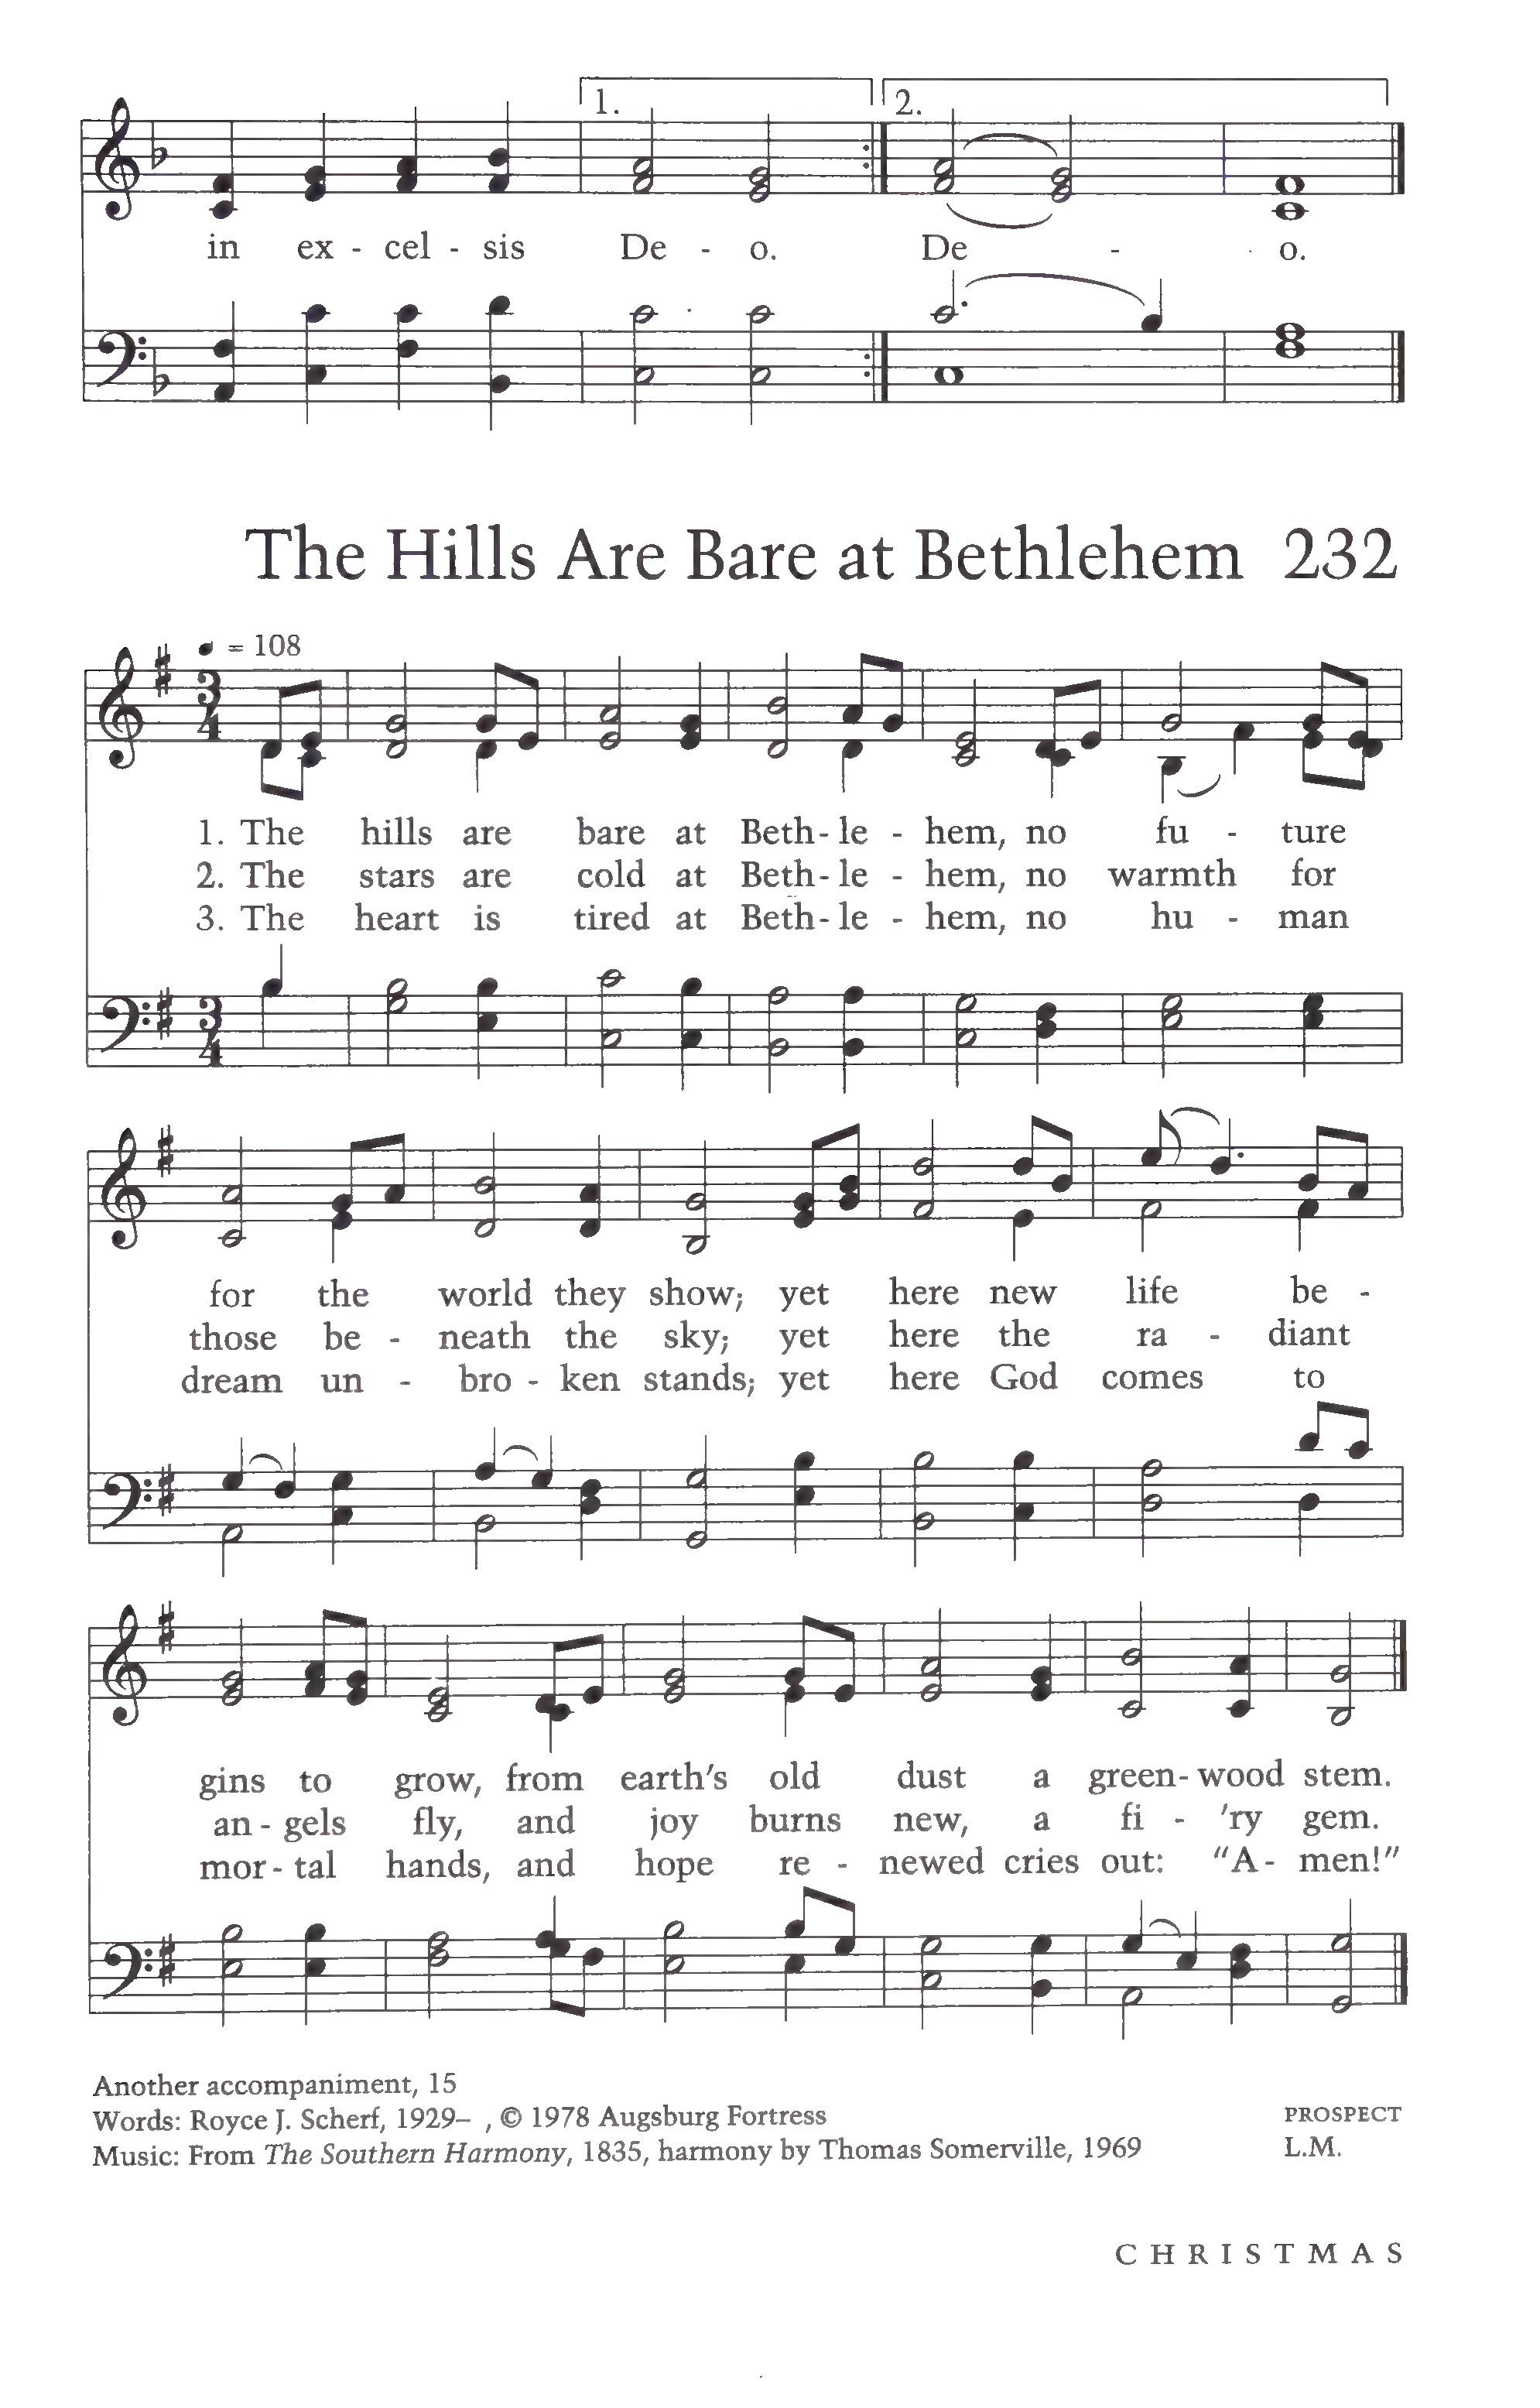 1. 2.
in ex - cel - sis De - o. De - o.
The Hills Are Bare at Bethlehem 232
= 108
1. The hills are bare at Beth - le - hem, no fu - ture
2. The stars are cold at Beth - le - hem, no warmth for
3. The heart is tired at Beth - le - hem, no hu - man
for the world they show; yet here new life be -
those be - neath the sky; yet here the ra - diant
dream un - bro - ken stands; yet here God comes to
gins to grow, from earth's old dust a green - wood stem.
an - gels fly, and joy burns new, a fi - 'ry gem.
mor - tal hands, and hope re - newed cries out: "A - men!"
Another accompaniment, 15
Words: Royce J. Scherf, 1929– , © 1978 Augsburg Fortress PROSPECT
Music: From The Southern Harmony, 1835, harmony by Thomas Somerville, 1969 L.M.
CHRISTMAS